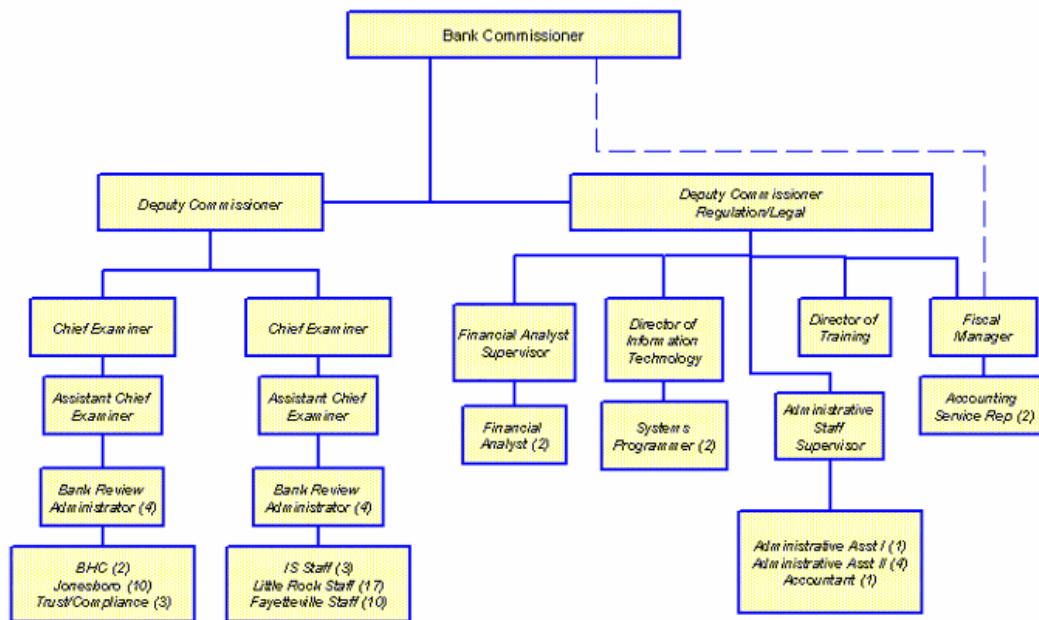 Bank Commissioner
Deputy Commissioner
Deputy Commissioner
Regulation/Legal
Chief Examiner
Chief Examiner
Financial Analyst
Supervisor
Director of
Information
Technology
Director of
Training
Fiscal
Manager
Assistant Chief
Examiner
Assistant Chief
Examiner
Financial
Analyst (2)
Systems
Programmer (2)
Administrative
Staff
Supervisor
Accounting
Service Rep (2)
Bank Review
Administrator (4)
Bank Review
Administrator (4)
BHC (2)
Jonesboro (10)
Trust/Compliance (3)
IS Staff (3)
Little Rock Staff (17)
Fayetteville Staff (10)
Administrative Asst I (1)
Administrative Asst II (4)
Accountant (1)